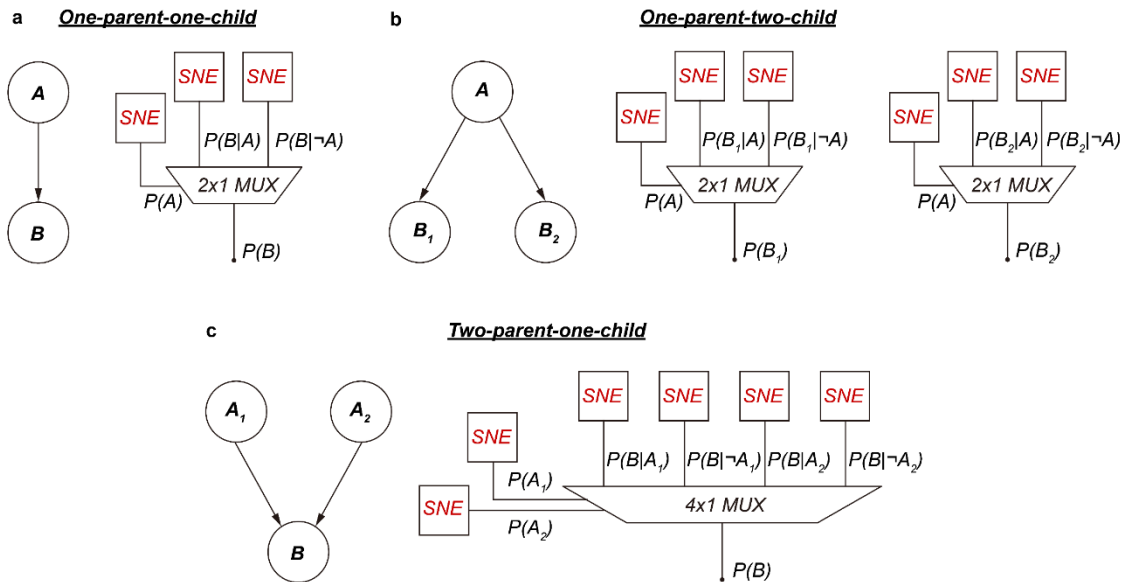 a One-parent-one-child
A
B
SNE
SNE
SNE
P(B|A)
P(B|¬A)
P(A)
2x1 MUX
P(B)
b One-parent-two-child
A
B1
B2
SNE
SNE
SNE
P(B1|A)
P(B1|¬A)
P(A)
2x1 MUX
P(B1)
SNE
SNE
SNE
P(B2|A)
P(B2|¬A)
P(A)
2x1 MUX
P(B2)
c Two-parent-one-child
A1
A2
B
SNE
SNE
SNE
SNE
SNE
SNE
P(B|A1)
P(B|¬A1)
P(B|A2)
P(B|¬A2)
P(A1)
P(A2)
4x1 MUX
P(B)